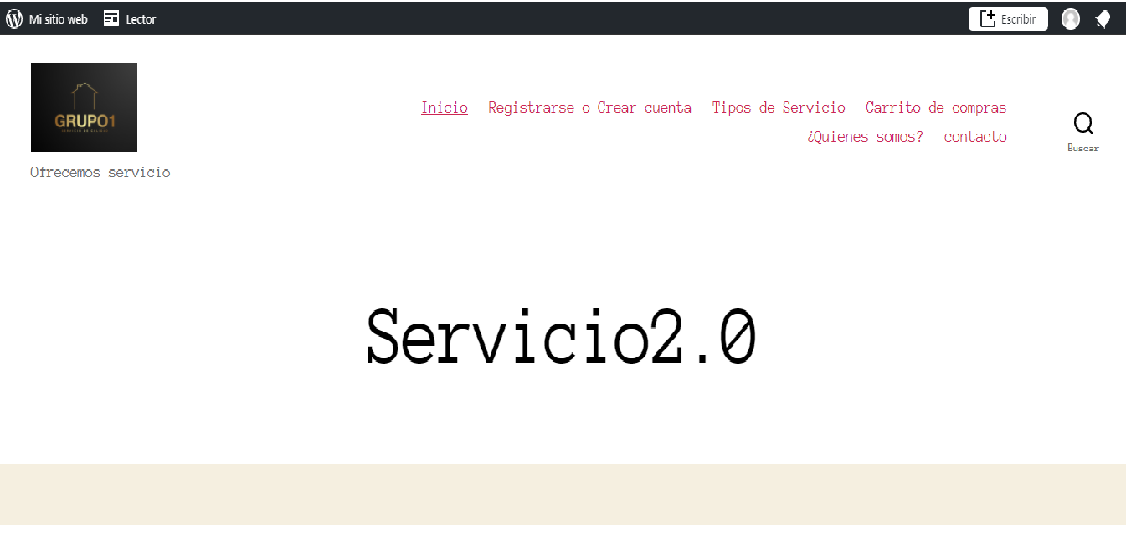 Mi sitio web Lector Escribir
GRUPO1
Inicio Registrarse o Crear cuenta Tipos de Servicio Carrito de compras
¿Quienes somos? contacto
Buscar
Ofrecemos servicio
Servicio2.0